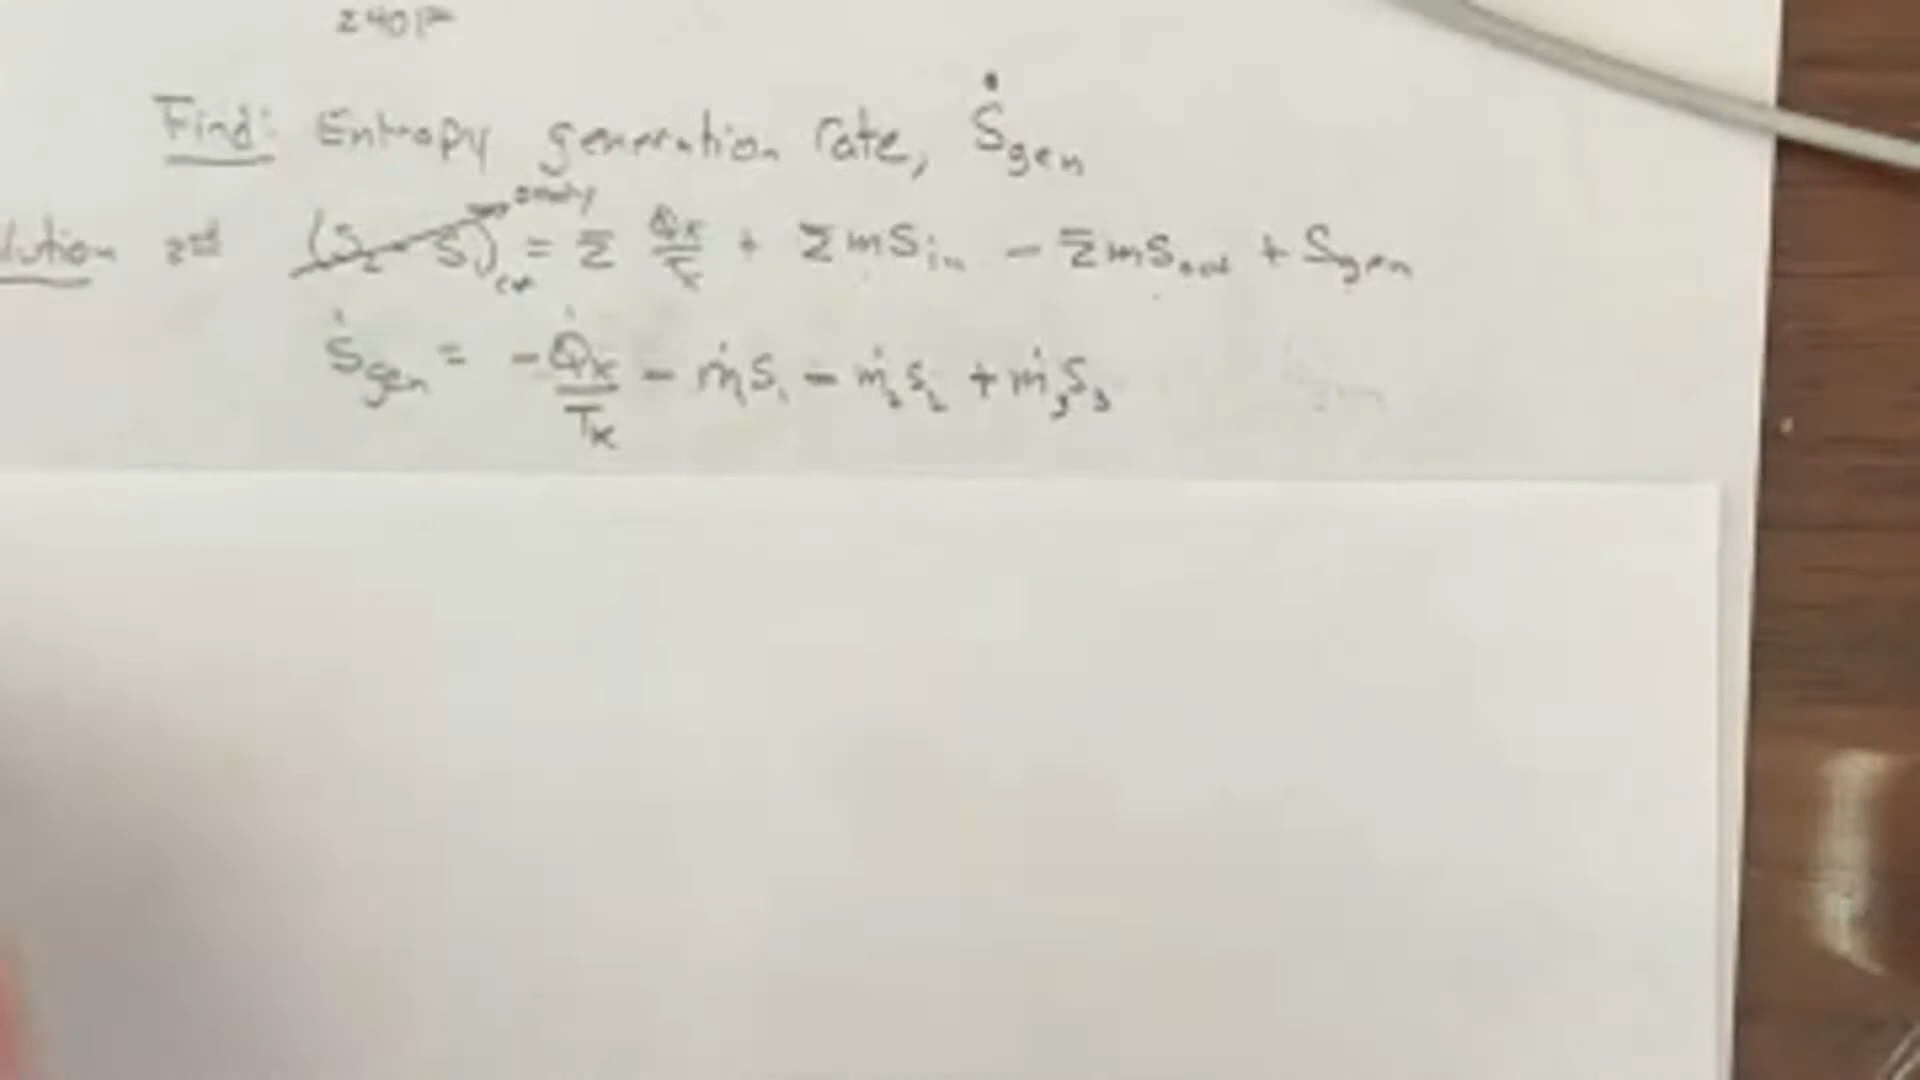 Find: Entropy generation rate, Ṡgen
lution 2nd (S₂ - S₁)cv = Σ Qk/Tk + Σ m Sin - Σ m Sout + Sgen
Ṡgen = - Q̇k/Tk - ṁ₁S₁ - ṁ₂S₂ + ṁ₃S₃